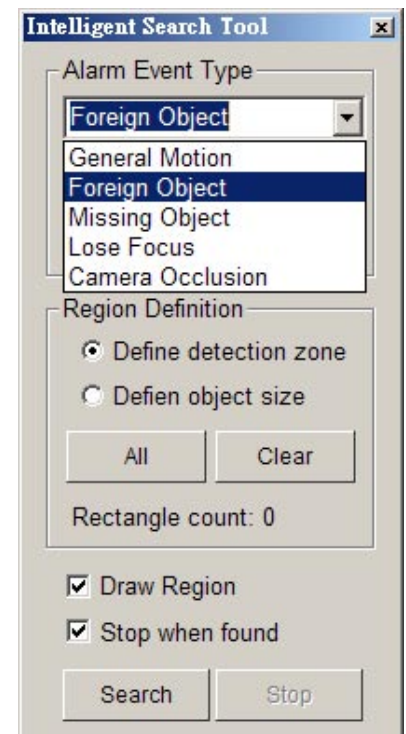 Intelligent Search Tool
Alarm Event Type
Foreign Object
General Motion
Foreign Object
Missing Object
Lose Focus
Camera Occlusion
Region Definition
Define detection zone
Defien object size
All Clear
Rectangle count: 0
Draw Region
Stop when found
Search Stop